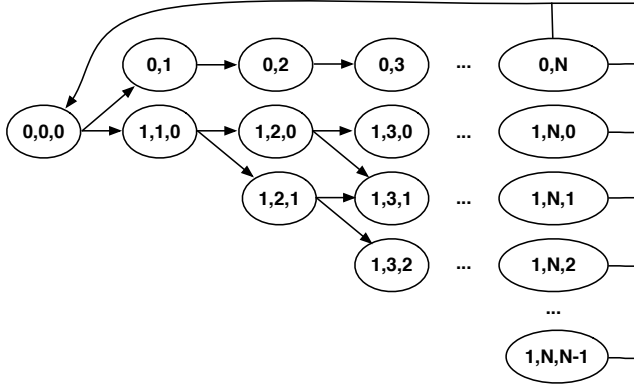 0,1 0,2 0,3 ... 0,N
0,0,0 1,1,0 1,2,0 1,3,0 ... 1,N,0
1,2,1 1,3,1 ... 1,N,1
1,3,2 ... 1,N,2
...
1,N,N-1